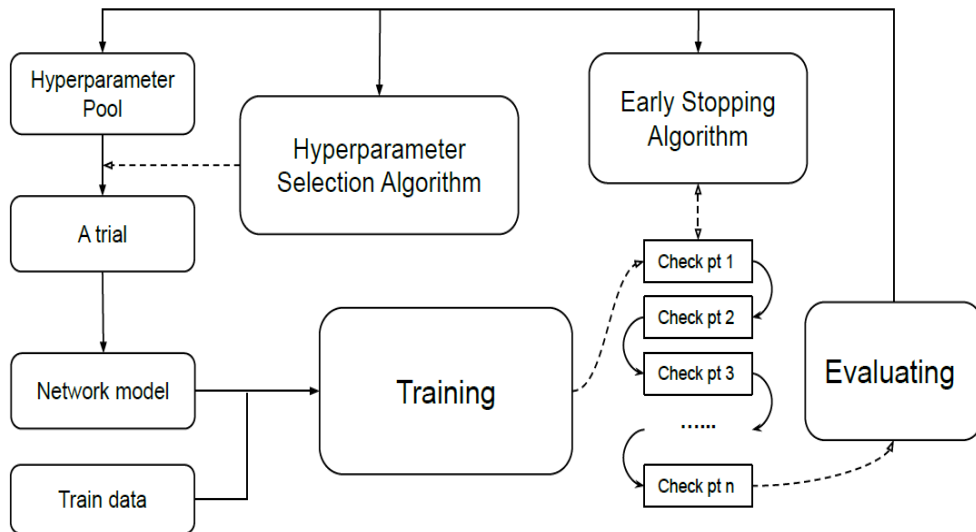 Hyperparameter
Pool
Hyperparameter
Selection Algorithm
Early Stopping
Algorithm
A trial
Check pt 1
Check pt 2
Check pt 3
......
Check pt n
Network model
Training
Evaluating
Train data